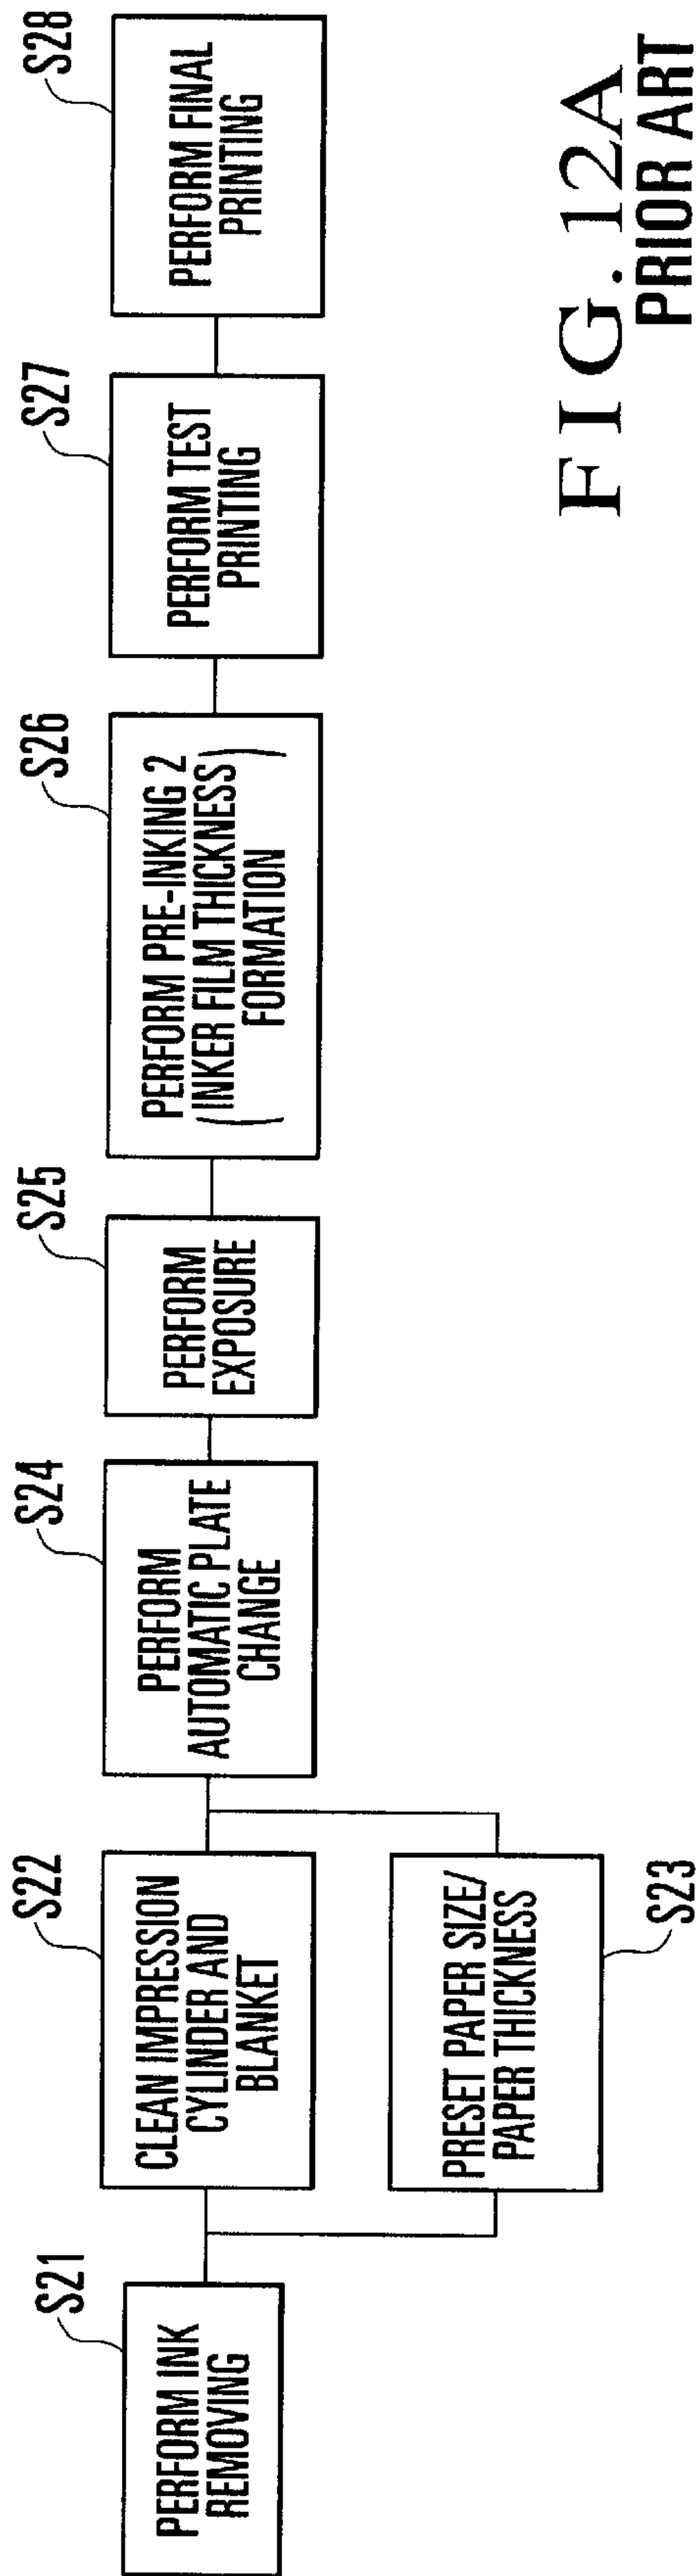 S21
PERFORM INK
REMOVING
S22
CLEAN IMPRESSION
CYLINDER AND
BLANKET
S23
PRESET PAPER SIZE/
PAPER THICKNESS
S24
PERFORM
AUTOMATIC PLATE
CHANGE
S25
PERFORM
EXPOSURE
S26
PERFORM PRE-INKING 2
(INKER FILM THICKNESS
FORMATION)
S27
PERFORM TEST
PRINTING
S28
PERFORM FINAL
PRINTING
FIG. 12A
PRIOR ART